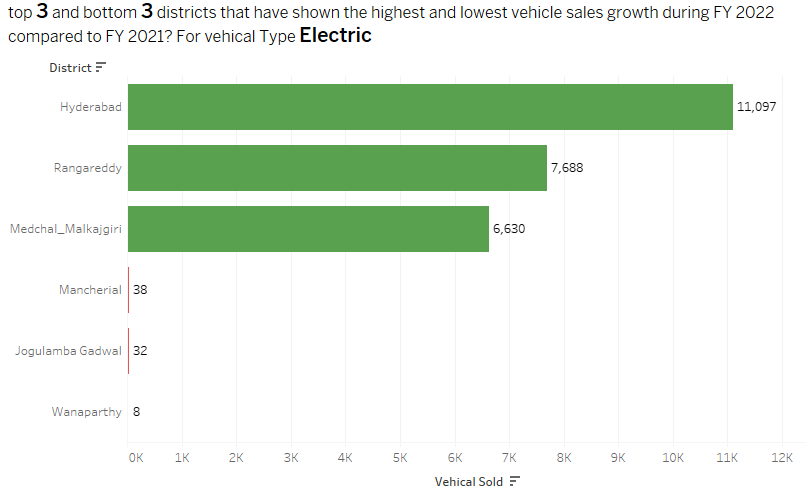 top 3 and bottom 3 districts that have shown the highest and lowest vehicle sales growth during FY 2022
compared to FY 2021? For vehical Type Electric
District
Hyderabad 11,097
Rangareddy 7,688
Medchal_Malkajgiri 6,630
Mancherial 38
Jogulamba Gadwal 32
Wanaparthy 8
0K 1K 2K 3K 4K 5K 6K 7K 8K 9K 10K 11K 12K
Vehical Sold